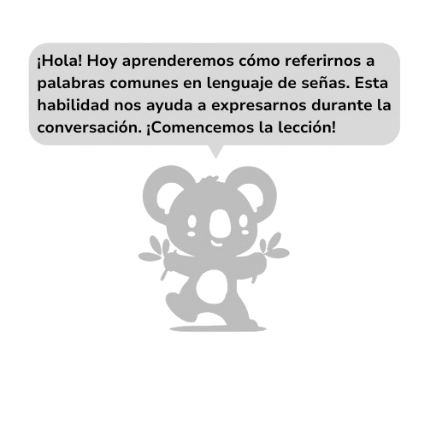 ¡Hola! Hoy aprenderemos cómo referirnos a
palabras comunes en lenguaje de señas. Esta
habilidad nos ayuda a expresarnos durante la
conversación. ¡Comencemos la lección!